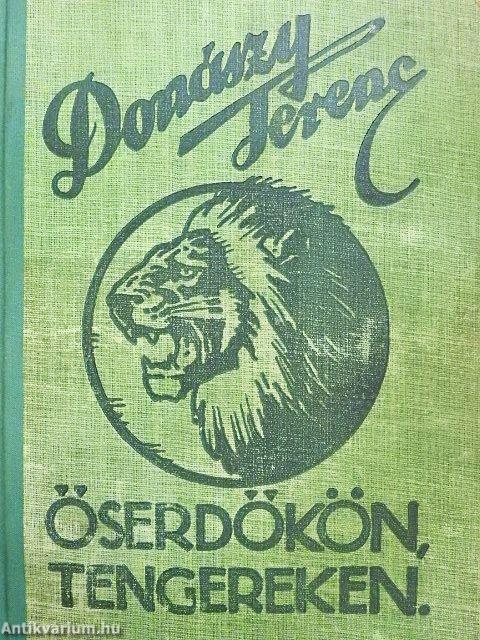 Donászy
Ferenc
ŐSERDŐKÖN,
TENGEREKEN.
Antikvarium.hu